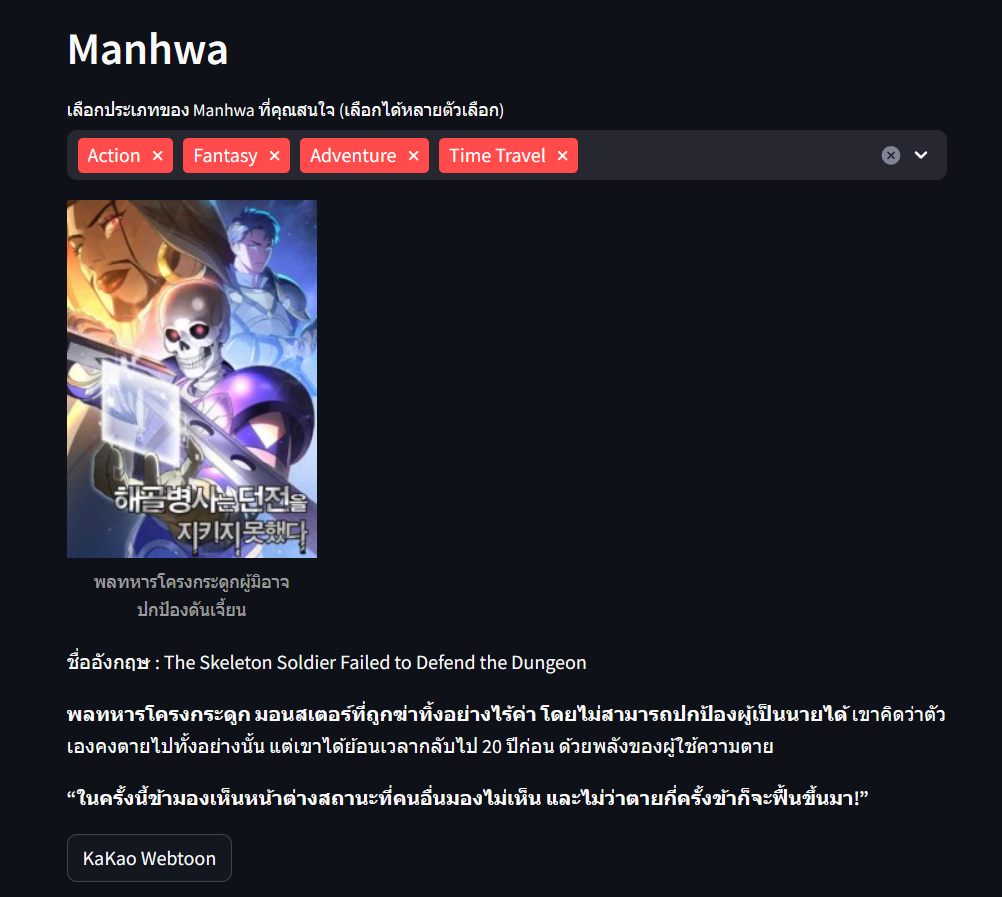 Manhwa
เลือกประเภทของ Manhwa ที่คุณสนใจ (เลือกได้หลายตัวเลือก)
Action × Fantasy × Adventure × Time Travel ×
해골병사는던전을
지키지못했다
พลทหารโครงกระดูกผู้มิอาจ
ปกป้องดันเจี้ยน
ชื่ออังกฤษ : The Skeleton Soldier Failed to Defend the Dungeon
พลทหารโครงกระดูก มอนสเตอร์ที่ถูกฆ่าทิ้งอย่างไร้ค่า โดยไม่สามารถปกป้องผู้เป็นนายได้ เขาคิดว่าตัว
เองคงตายไปทั้งอย่างนั้น แต่เขาได้ย้อนเวลากลับไป 20 ปีก่อน ด้วยพลังของผู้ใช้ความตาย
“ในครั้งนี้ข้ามองเห็นหน้าต่างสถานะที่คนอื่นมองไม่เห็น และไม่ว่าตายกี่ครั้งข้าก็จะฟื้นขึ้นมา!”
KaKao Webtoon